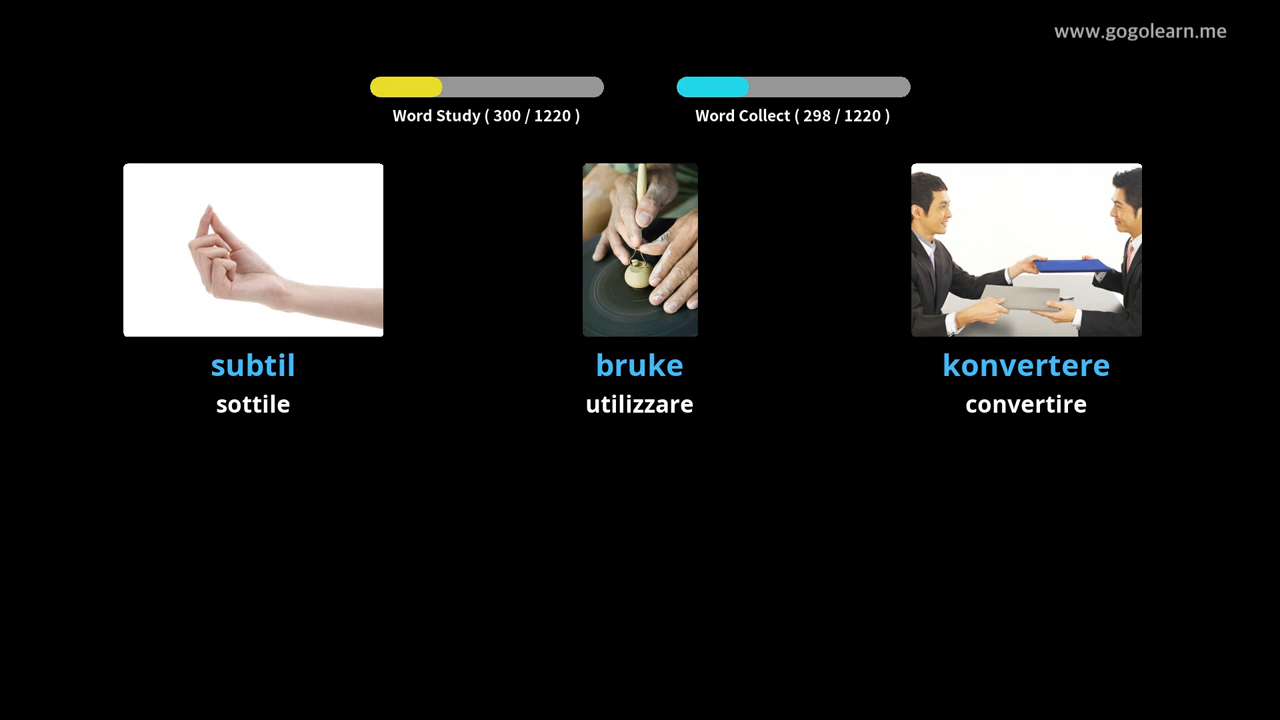 www.gogolearn.me
Word Study ( 300 / 1220 )
Word Collect ( 298 / 1220 )
subtil
sottile
bruke
utilizzare
konvertere
convertire